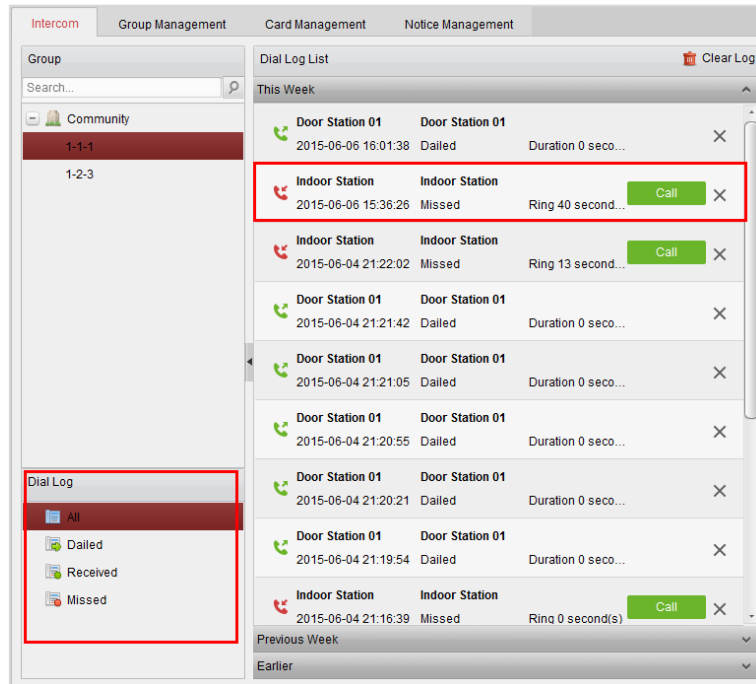 Intercom Group Management Card Management Notice Management
Group
Search...
Community
1-1-1
1-2-3
Dial Log
All
Dailed
Received
Missed
Dial Log List Clear Log
This Week
Door Station 01 Door Station 01
2015-06-06 16:01:38 Dailed Duration 0 seco...
Indoor Station Indoor Station
2015-06-06 15:36:26 Missed Ring 40 second... Call
Indoor Station Indoor Station
2015-06-04 21:22:02 Missed Ring 13 second... Call
Door Station 01 Door Station 01
2015-06-04 21:21:42 Dailed Duration 0 seco...
Door Station 01 Door Station 01
2015-06-04 21:21:05 Dailed Duration 0 seco...
Door Station 01 Door Station 01
2015-06-04 21:20:55 Dailed Duration 0 seco...
Door Station 01 Door Station 01
2015-06-04 21:20:21 Dailed Duration 0 seco...
Door Station 01 Door Station 01
2015-06-04 21:19:54 Dailed Duration 0 seco...
Indoor Station Indoor Station
2015-06-04 21:16:39 Missed Ring 0 second(s) Call
Previous Week
Earlier